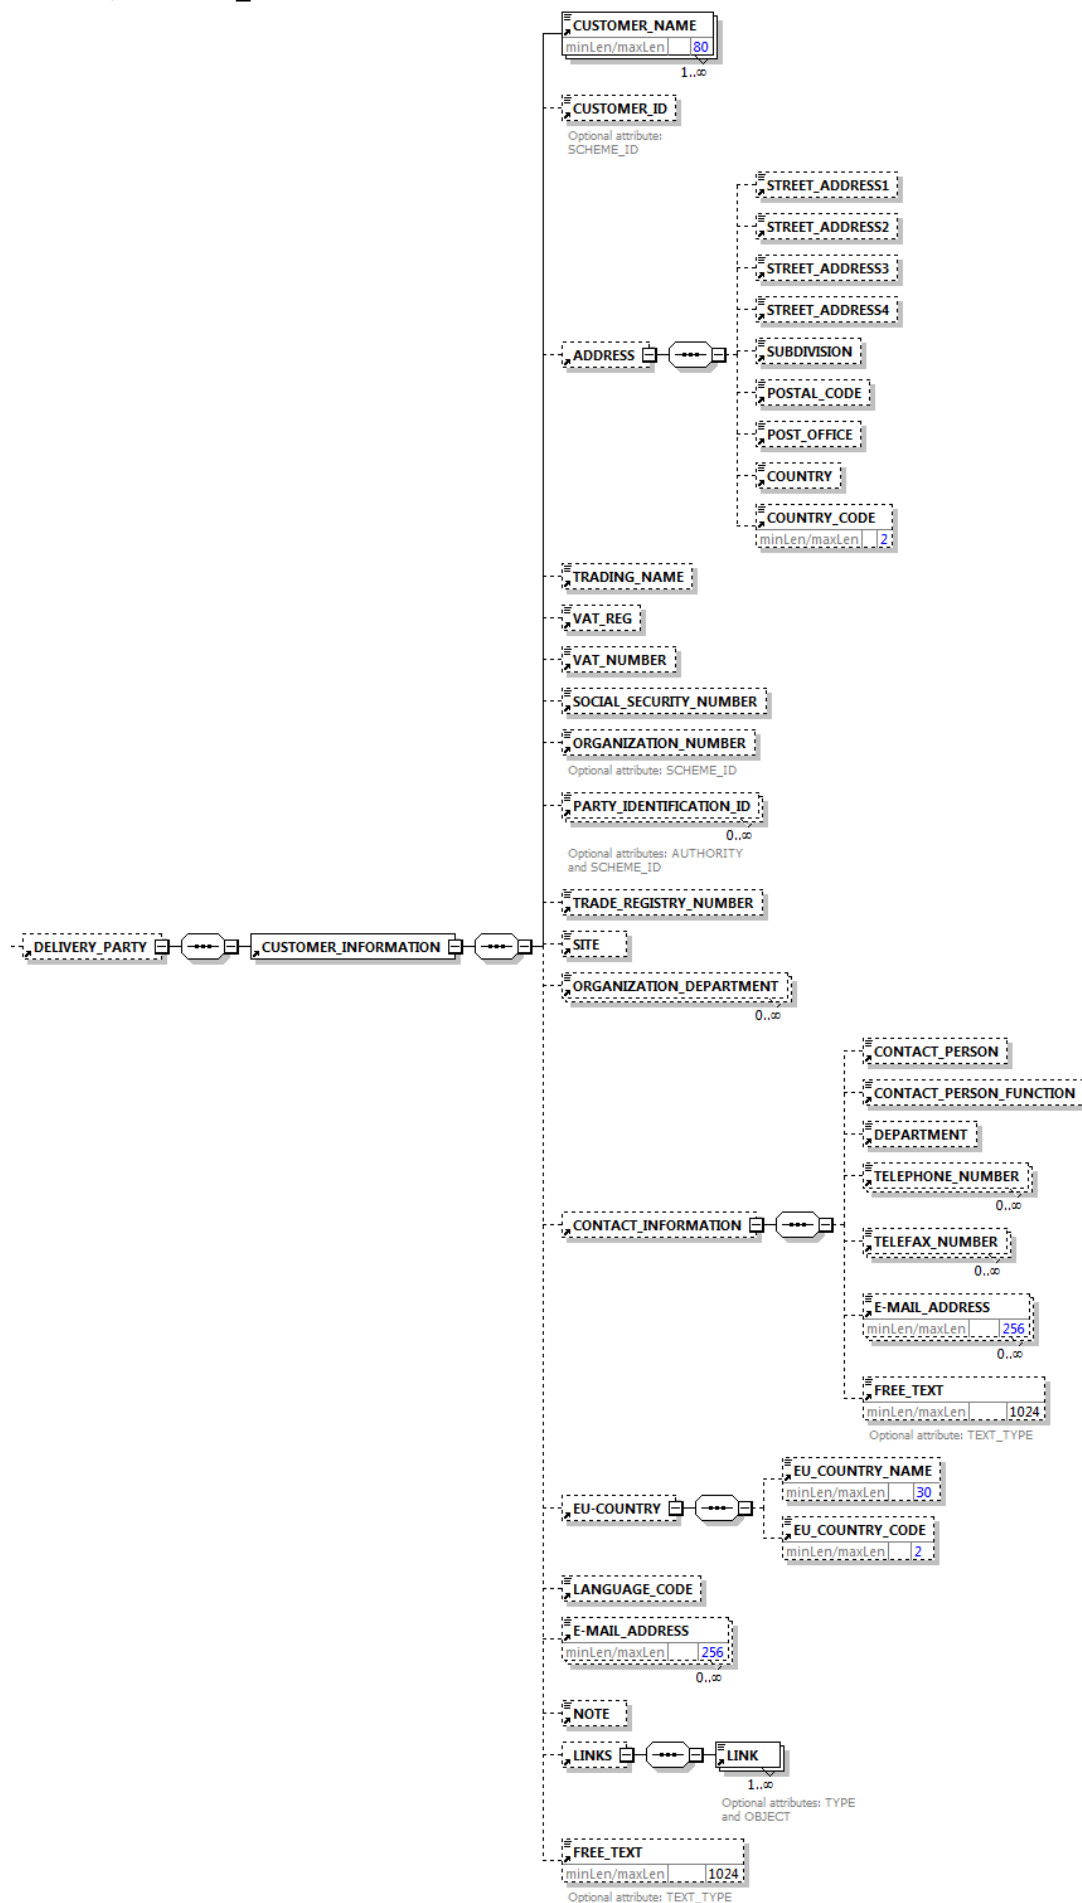 CUSTOMER_NAME
minLen/maxLen 80
1..∞
CUSTOMER_ID
Optional attribute:
SCHEME_ID
STREET_ADDRESS1
STREET_ADDRESS2
STREET_ADDRESS3
STREET_ADDRESS4
ADDRESS
SUBDIVISION
POSTAL_CODE
POST_OFFICE
COUNTRY
COUNTRY_CODE
minLen/maxLen 2
TRADING_NAME
VAT_REG
VAT_NUMBER
SOCIAL_SECURITY_NUMBER
ORGANIZATION_NUMBER
Optional attribute: SCHEME_ID
PARTY_IDENTIFICATION_ID
0..∞
Optional attributes: AUTHORITY
and SCHEME_ID
TRADE_REGISTRY_NUMBER
DELIVERY_PARTY
CUSTOMER_INFORMATION
SITE
ORGANIZATION_DEPARTMENT
0..∞
CONTACT_PERSON
CONTACT_PERSON_FUNCTION
DEPARTMENT
TELEPHONE_NUMBER
0..∞
CONTACT_INFORMATION
TELEFAX_NUMBER
0..∞
E-MAIL_ADDRESS
minLen/maxLen 256
0..∞
FREE_TEXT
minLen/maxLen 1024
Optional attribute: TEXT_TYPE
EU_COUNTRY_NAME
minLen/maxLen 30
EU-COUNTRY
EU_COUNTRY_CODE
minLen/maxLen 2
LANGUAGE_CODE
E-MAIL_ADDRESS
minLen/maxLen 256
0..∞
NOTE
LINKS
LINK
1..∞
Optional attributes: TYPE
and OBJECT
FREE_TEXT
minLen/maxLen 1024
Optional attribute: TEXT_TYPE